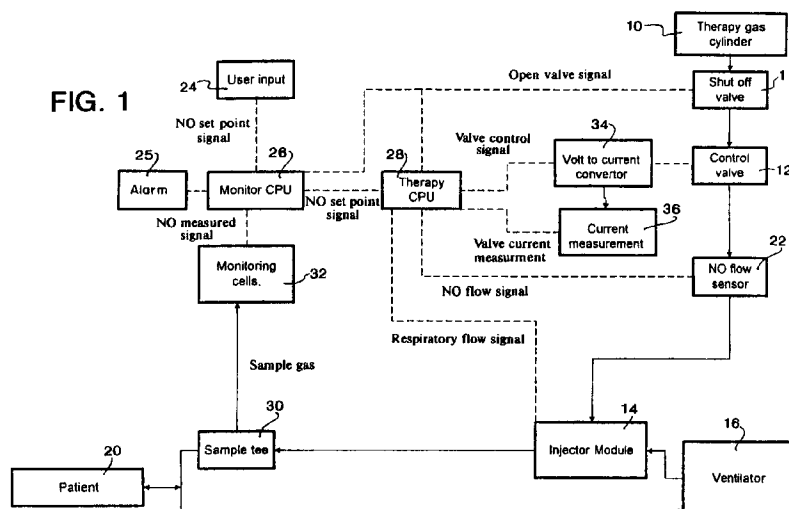 FIG. 1
10
Therapy gas
cylinder
User input
24
Open valve signal
Shut off
valve
1
NO set point
signal
25
Alarm
26
Monitor CPU
NO set point
signal
28
Therapy
CPU
Valve control
signal
34
Volt to current
convertor
Control
valve
12
NO measured
signal
Valve current
measurment
Current
measurement
36
Monitoring
cells.
32
NO flow signal
22
NO flow
sensor
Respiratory flow signal
Sample gas
30
Sample tee
14
Injector Module
16
Ventilator
20
Patient